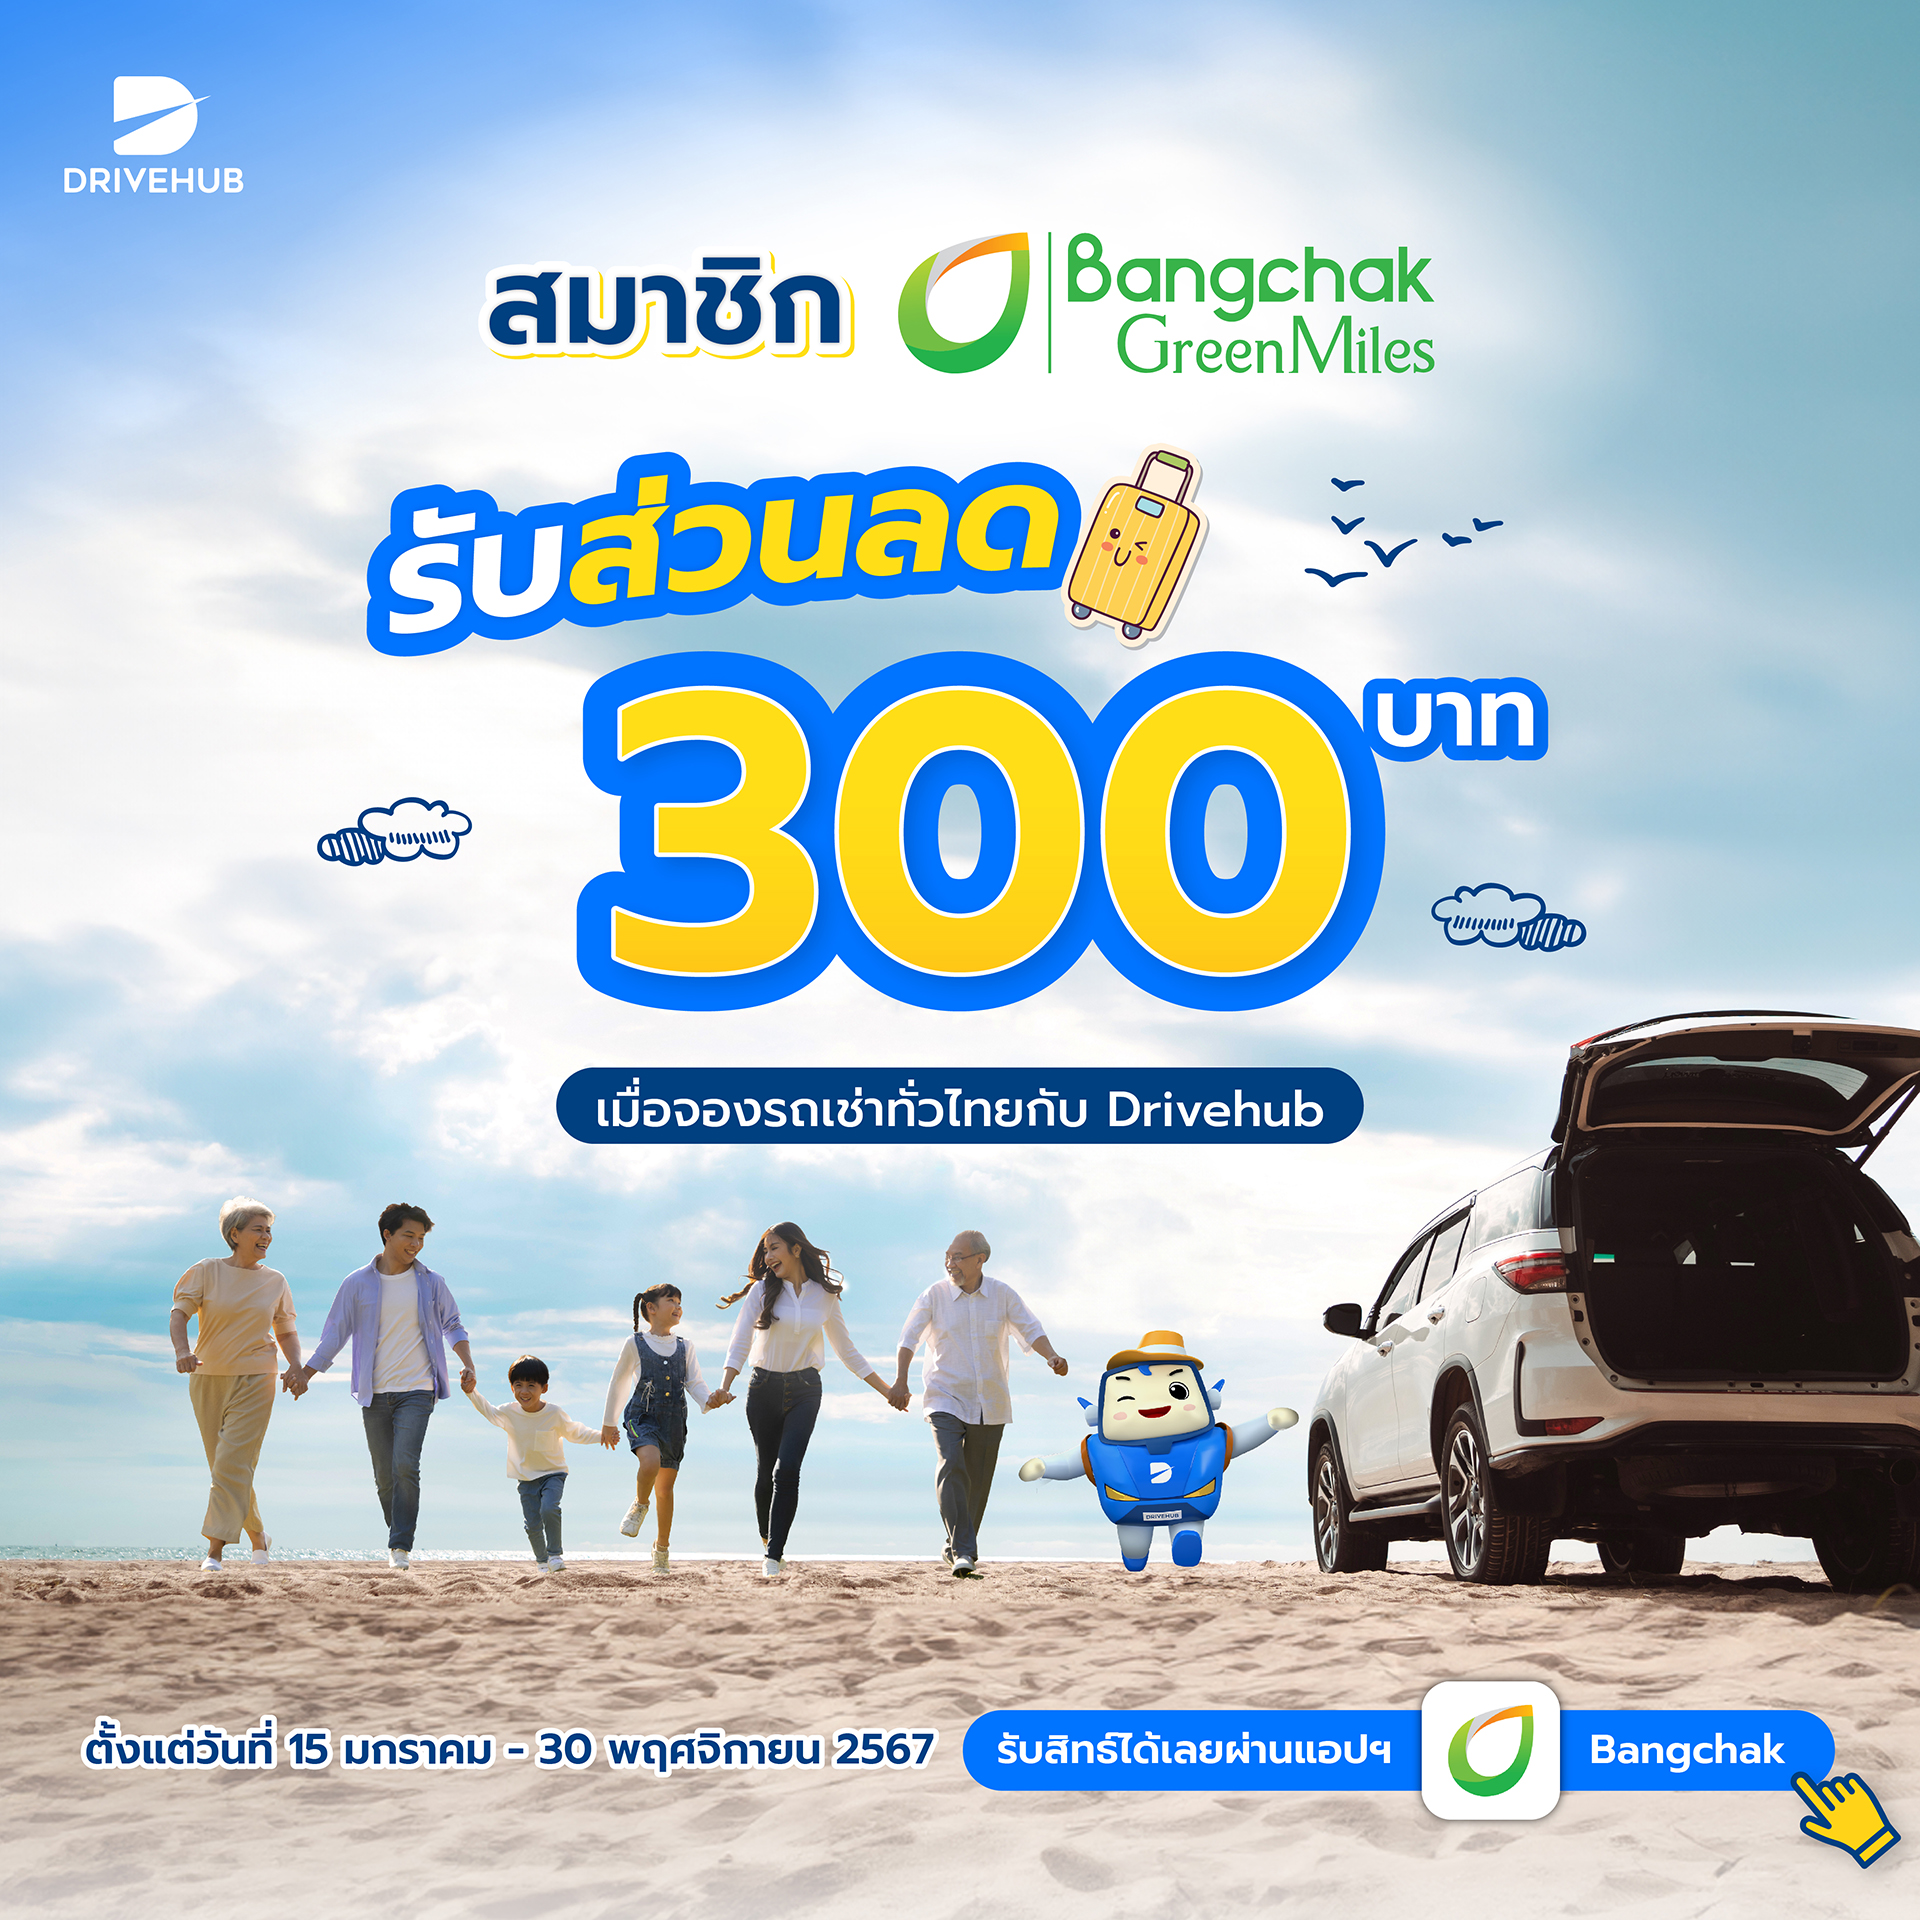 DRIVEHUB
สมาชิก Bangchak
GreenMiles
รับส่วนลด
300 บาท
เมื่อจองรถเช่าทั่วไทยกับ Drivehub
DRIVEHUB
ตั้งแต่วันที่ 15 มกราคม - 30 พฤศจิกายน 2567
รับสิทธ์ได้เลยผ่านแอปฯ Bangchak